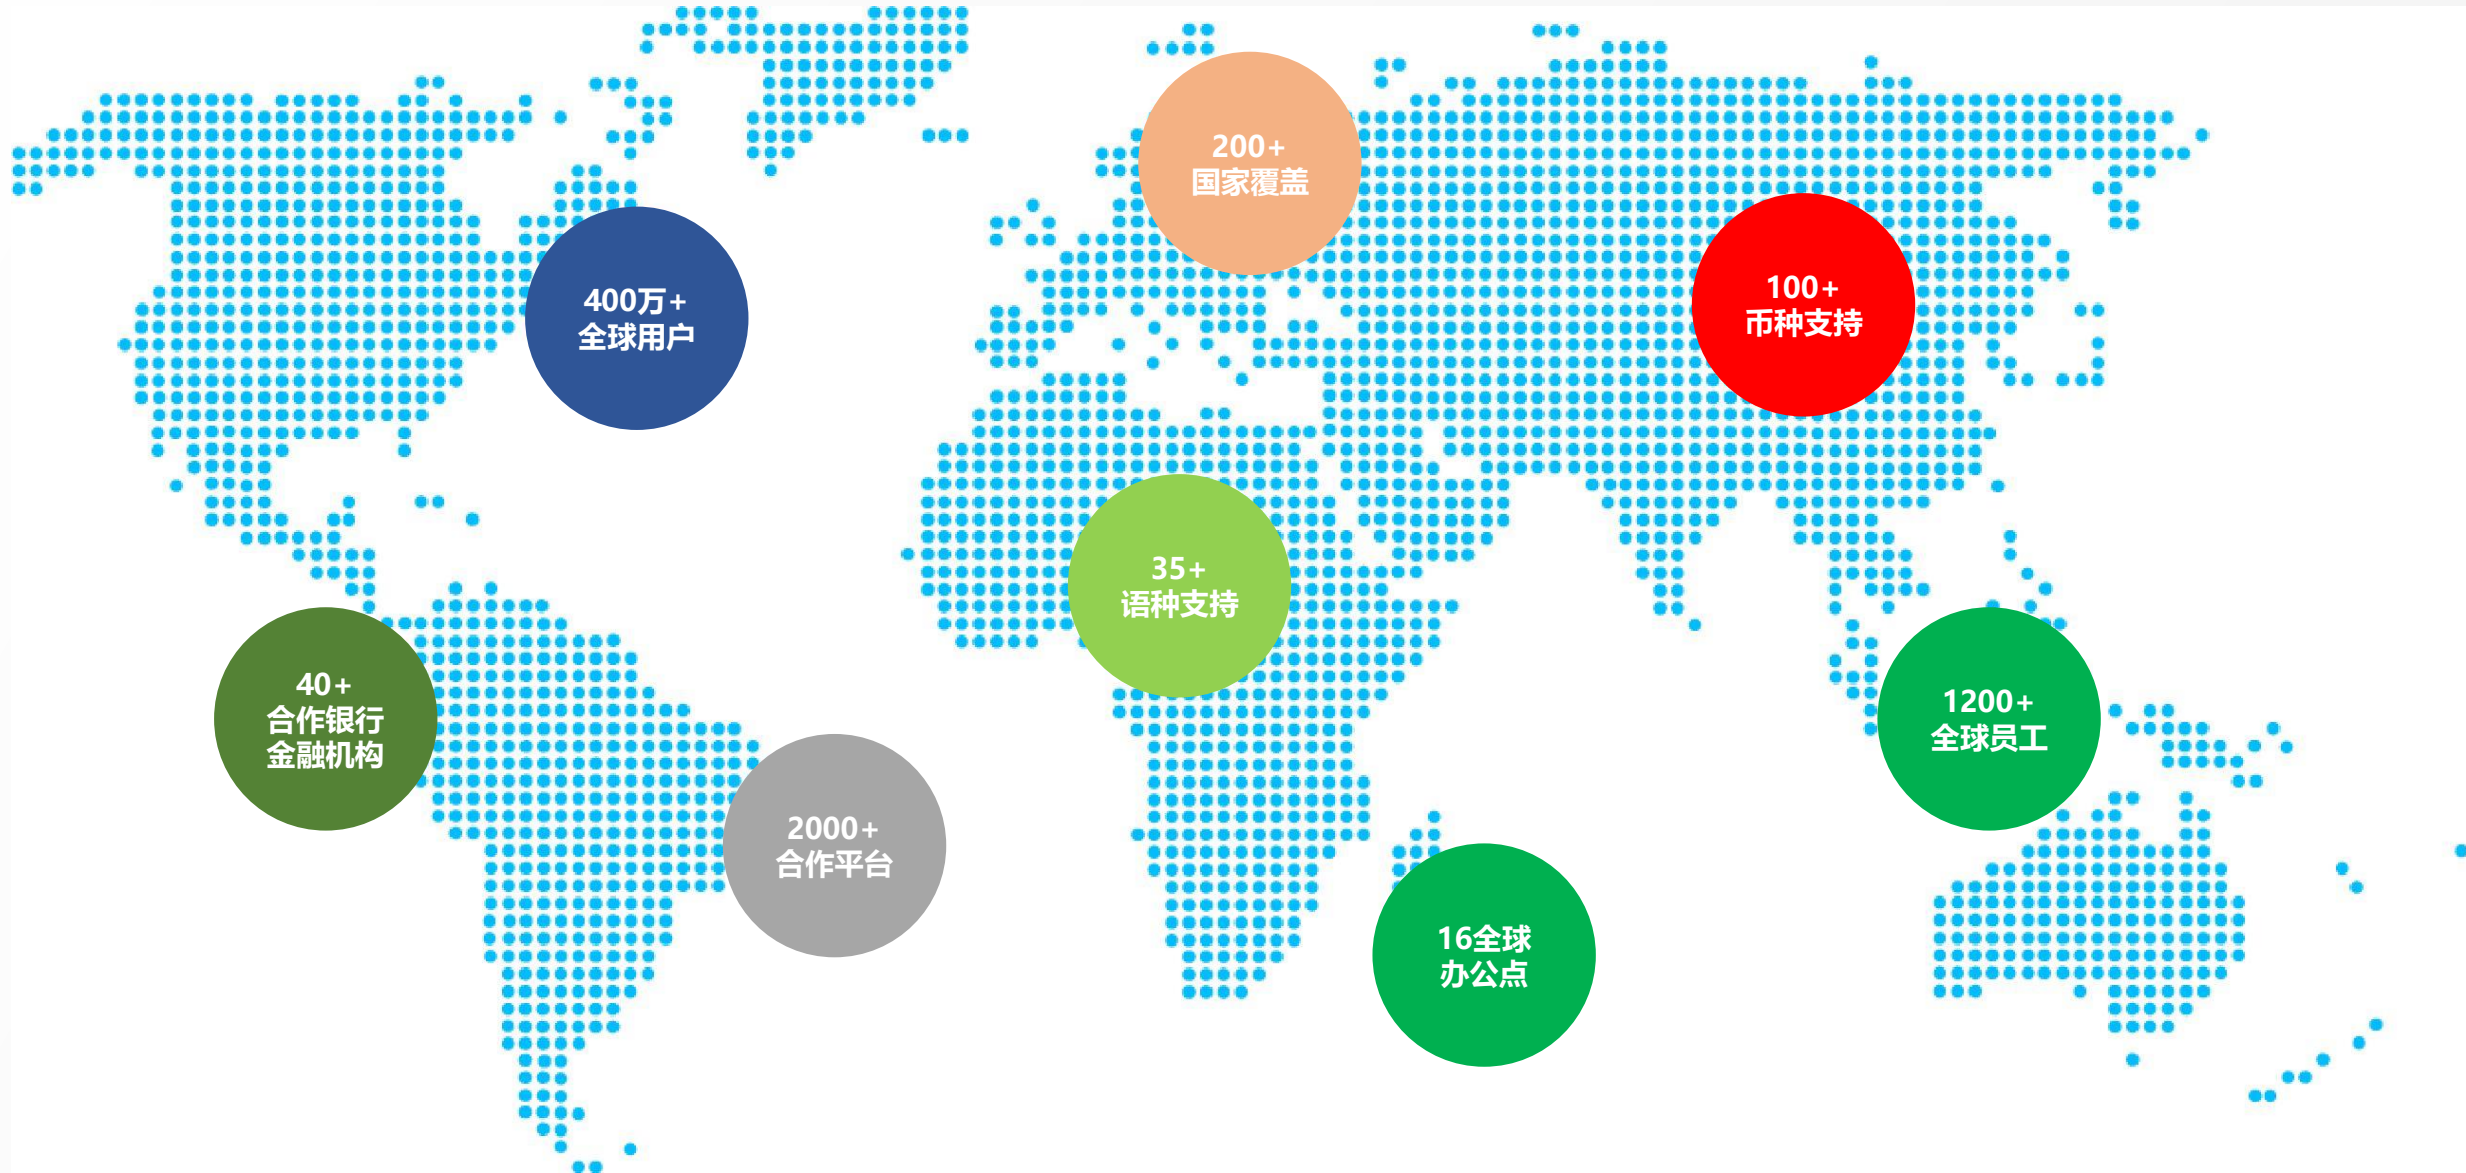 200+
国家覆盖
100+
币种支持
400万+
全球用户
35+
语种支持
40+
合作银行
金融机构
1200+
全球员工
2000+
合作平台
16全球
办公点